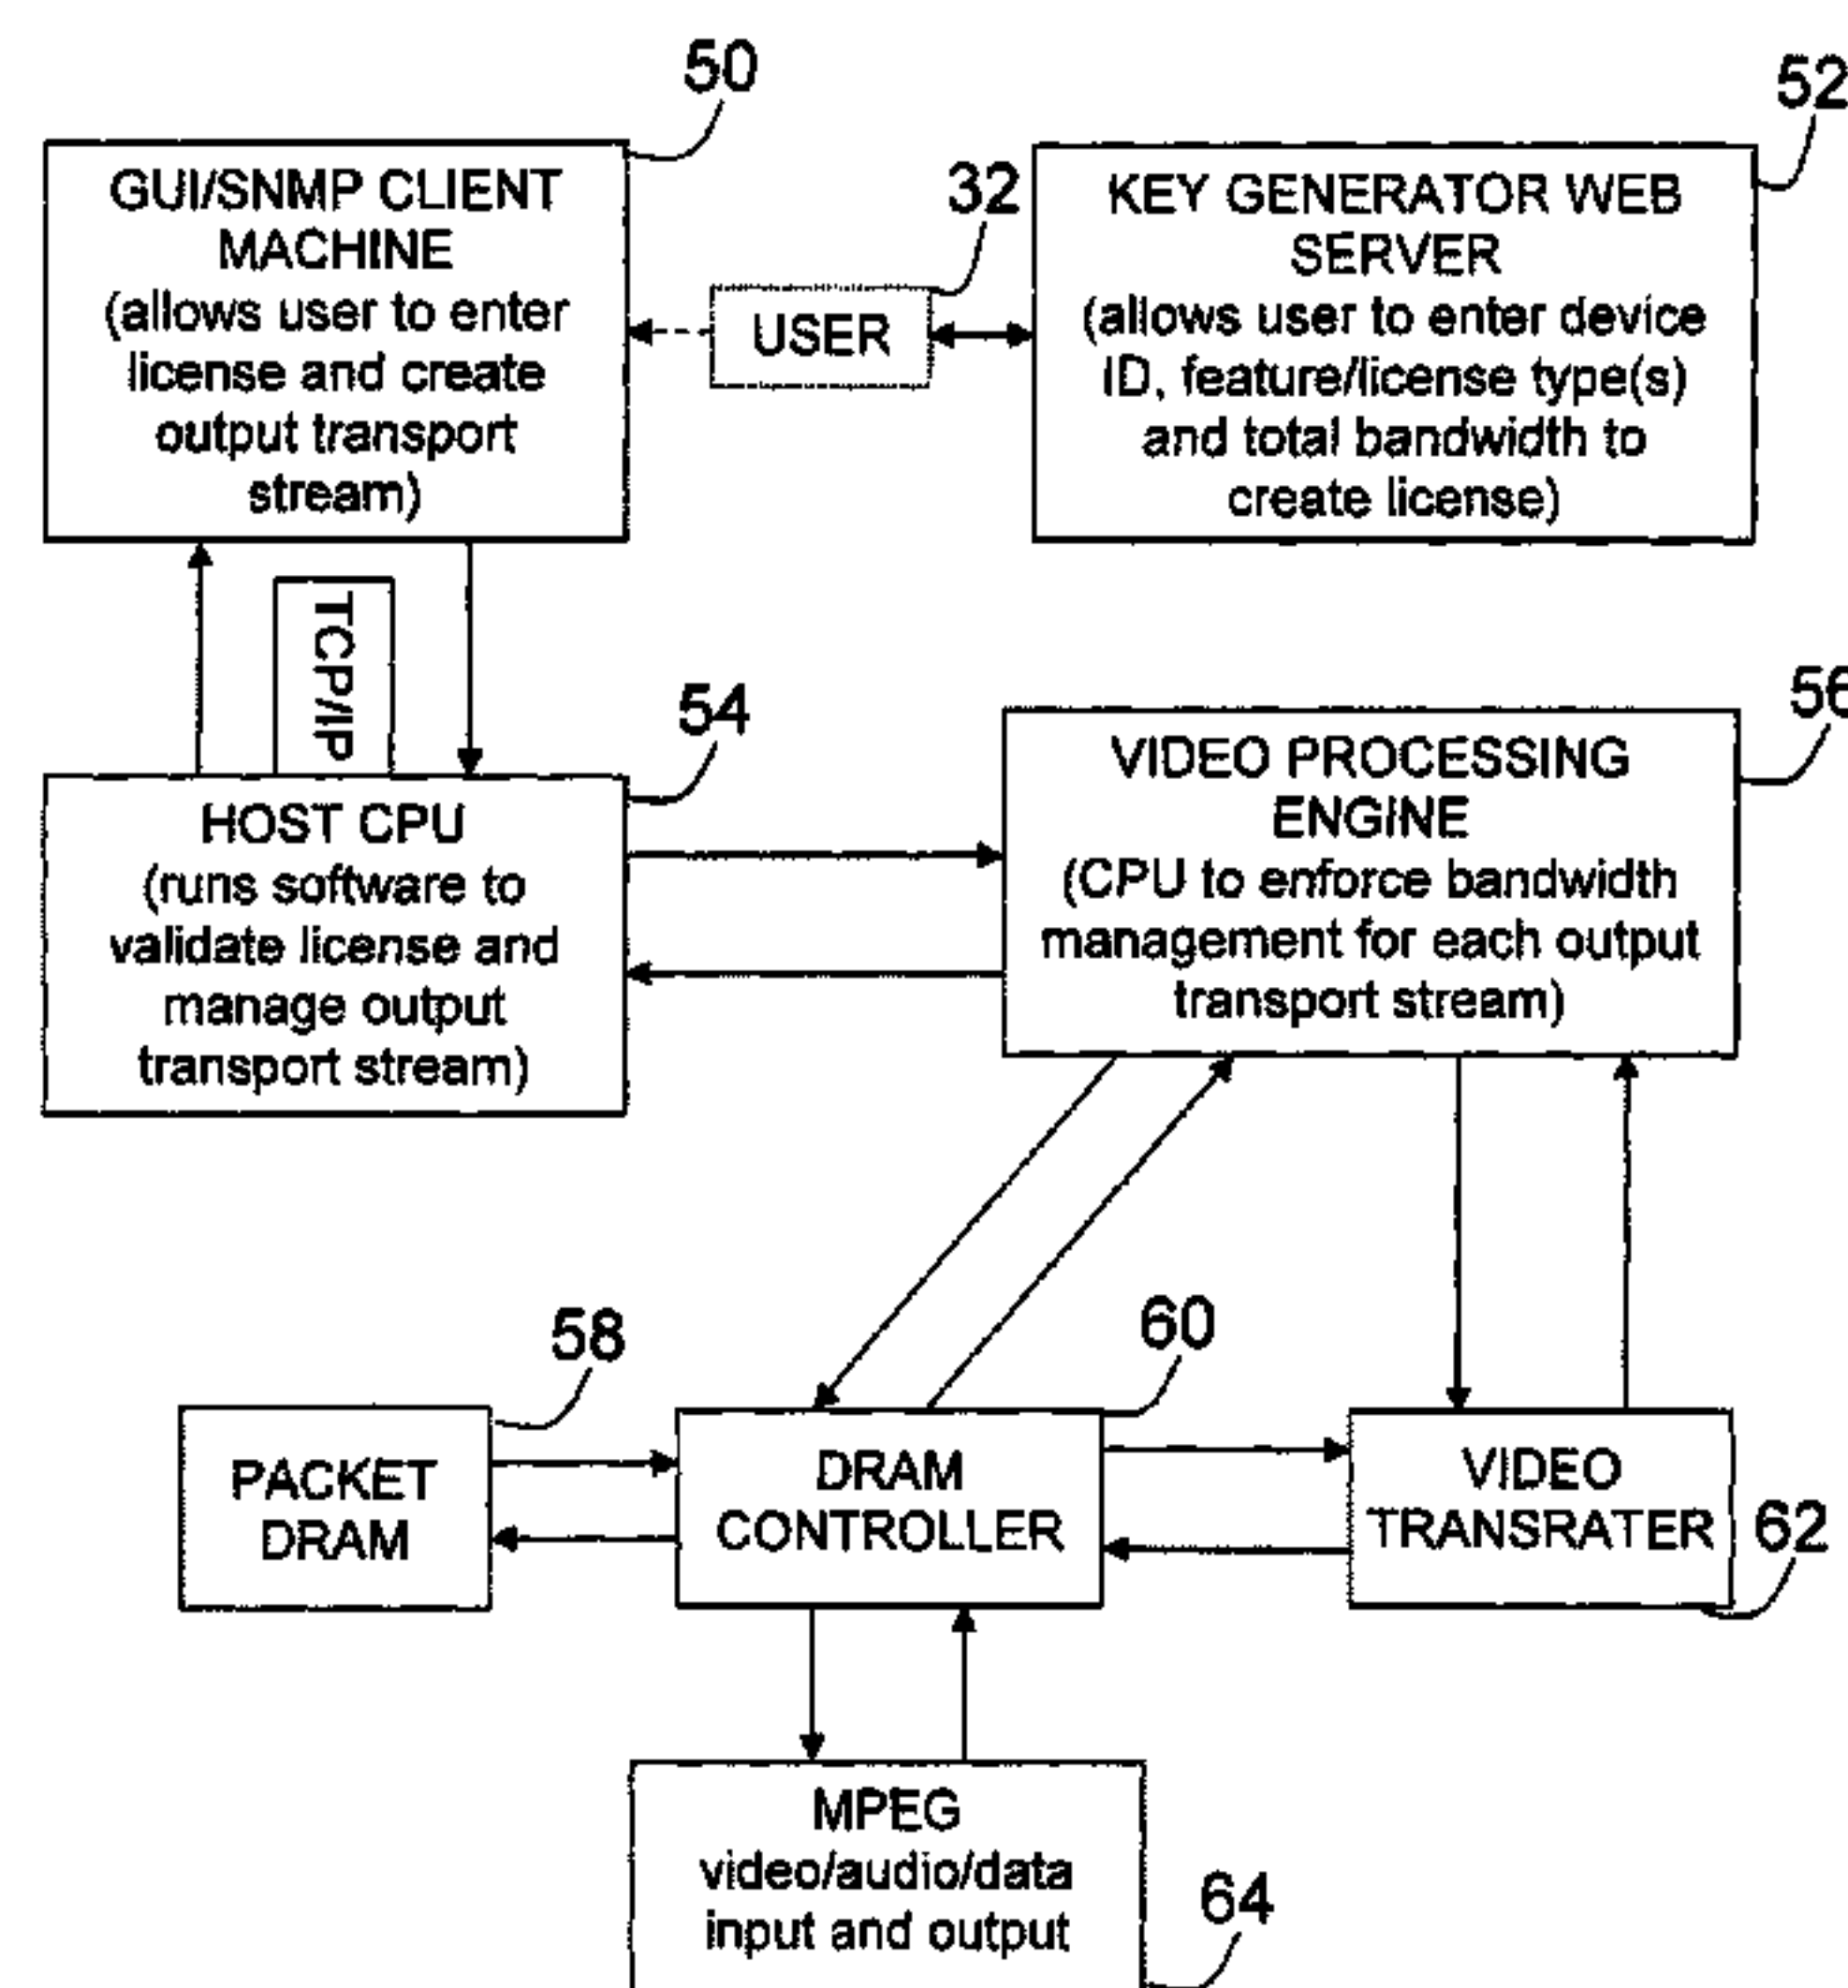 50
52
32
GUI/SNMP CLIENT
MACHINE
(allows user to enter
license and create
output transport
stream)
USER
KEY GENERATOR WEB
SERVER
(allows user to enter device
ID, feature/license type(s)
and total bandwidth to
create license)
TCP/IP
54
56
HOST CPU
(runs software to
validate license and
manage output
transport stream)
VIDEO PROCESSING
ENGINE
(CPU to enforce bandwidth
management for each output
transport stream)
58
60
PACKET
DRAM
DRAM
CONTROLLER
VIDEO
TRANSRATER
62
MPEG
video/audio/data
input and output
64